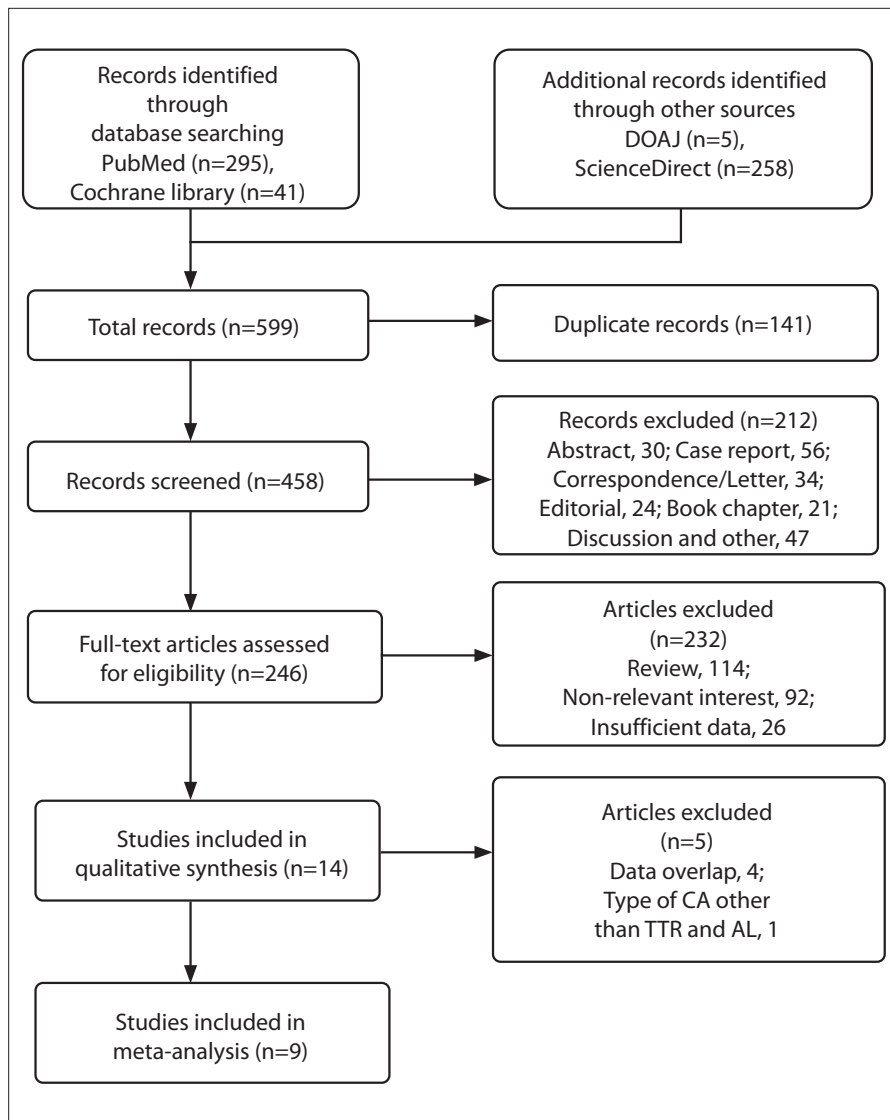 Records identified
through
database searching
PubMed (n=295),
Cochrane library (n=41)
Additional records identified
through other sources
DOAJ (n=5),
ScienceDirect (n=258)
Total records (n=599)
Duplicate records (n=141)
Records screened (n=458)
Records excluded (n=212)
Abstract, 30; Case report, 56;
Correspondence/Letter, 34;
Editorial, 24; Book chapter, 21;
Discussion and other, 47
Full-text articles assessed
for eligibility (n=246)
Articles excluded
(n=232)
Review, 114;
Non-relevant interest, 92;
Insufficient data, 26
Studies included in
qualitative synthesis (n=14)
Articles excluded
(n=5)
Data overlap, 4;
Type of CA other
than TTR and AL, 1
Studies included in
meta-analysis (n=9)